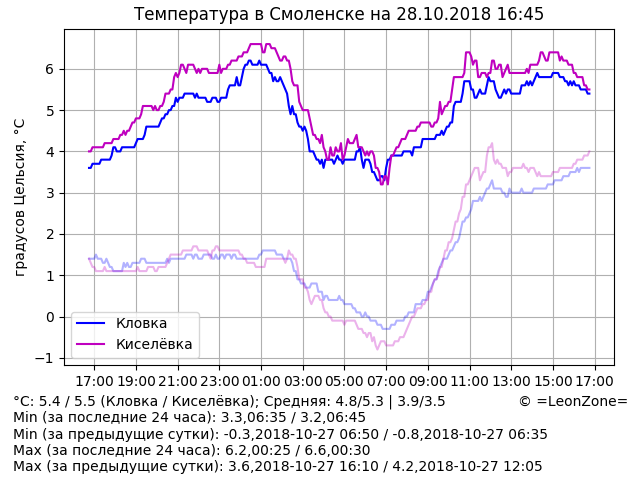 Температура в Смоленске на 28.10.2018 16:45
градусов Цельсия, °C
6
5
4
3
2
1
0
−1
Кловка
Киселёвка
17:00 19:00 21:00 23:00 01:00 03:00 05:00 07:00 09:00 11:00 13:00 15:00 17:00
°C: 5.4 / 5.5 (Кловка / Киселёвка); Средняя: 4.8/5.3 | 3.9/3.5 © =LeonZone=
Min (за последние 24 часа): 3.3,06:35 / 3.2,06:45
Min (за предыдущие сутки): -0.3,2018-10-27 06:50 / -0.8,2018-10-27 06:35
Max (за последние 24 часа): 6.2,00:25 / 6.6,00:30
Max (за предыдущие сутки): 3.6,2018-10-27 16:10 / 4.2,2018-10-27 12:05